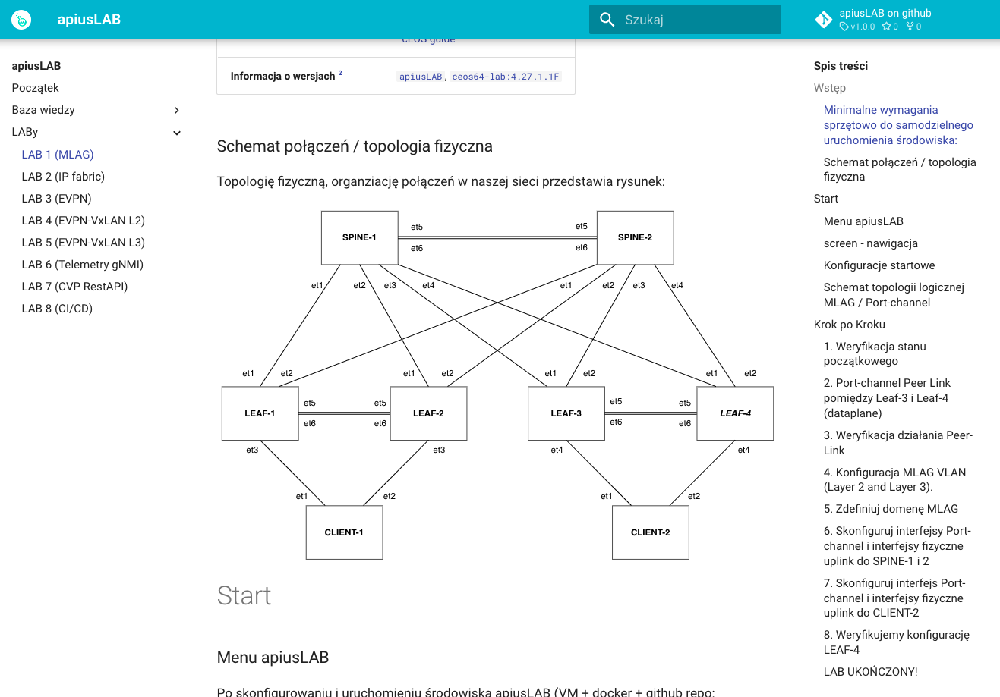 apiusLAB
Szukaj
apiusLAB on github
v1.0.0 0 0
apiusLAB
Początek
Baza wiedzy
LABy
LAB 1 (MLAG)
LAB 2 (IP fabric)
LAB 3 (EVPN)
LAB 4 (EVPN-VxLAN L2)
LAB 5 (EVPN-VxLAN L3)
LAB 6 (Telemetry gNMI)
LAB 7 (CVP RestAPI)
LAB 8 (CI/CD)
cEOS guide
Informacja o wersjach 2 apiusLAB, ceos64-lab:4.27.1.1F
Schemat połączeń / topologia fizyczna
Topologię fizyczną, organziację połączeń w naszej sieci przedstawia rysunek:
SPINE-1 et5 et5 SPINE-2
et6 et6
et1 et2 et3 et4 et1 et2 et3 et4
et1 et2 et1 et2 et1 et2 et1 et2
LEAF-1 et5 et5 LEAF-2 LEAF-3 et5 et5 LEAF-4
et6 et6 et6 et6
et3 et3 et4 et4
et1 et2 et1 et2
CLIENT-1 CLIENT-2
Start
Menu apiusLAB
Po skonfigurowaniu i uruchomieniu środowiska apiusLAB (VM + docker + github repo:
Spis treści
Wstęp
Minimalne wymagania
sprzętowo do samodzielnego
uruchomienia środowiska:
Schemat połączeń / topologia
fizyczna
Start
Menu apiusLAB
screen - nawigacja
Konfiguracje startowe
Schemat topologii logicznej
MLAG / Port-channel
Krok po Kroku
1. Weryfikacja stanu
początkowego
2. Port-channel Peer Link
pomiędzy Leaf-3 i Leaf-4
(dataplane)
3. Weryfikacja działania Peer-
Link
4. Konfiguracja MLAG VLAN
(Layer 2 and Layer 3).
5. Zdefiniuj domenę MLAG
6. Skonfiguruj interfejsy Port-
channel i interfejsy fizyczne
uplink do SPINE-1 i 2
7. Skonfiguruj interfejs Port-
channel i interfejsy fizyczne
uplink do CLIENT-2
8. Weryfikujemy konfigurację
LEAF-4
LAB UKOŃCZONY!